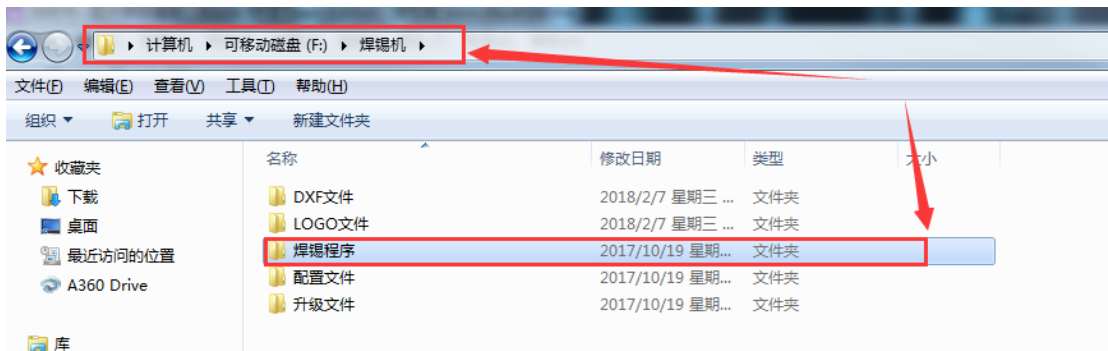 计算机 ▸ 可移动磁盘 (F:) ▸ 焊锡机 ▸
文件(F) 编辑(E) 查看(V) 工具(T) 帮助(H)
组织 打开 共享 新建文件夹
名称 修改日期 类型 大小
收藏夹
下载
桌面
最近访问的位置
A360 Drive
库
DXF文件 2018/2/7 星期三 ... 文件夹
LOGO文件 2018/2/7 星期三 ... 文件夹
焊锡程序 2017/10/19 星期... 文件夹
配置文件 2017/10/19 星期... 文件夹
升级文件 2017/10/19 星期... 文件夹